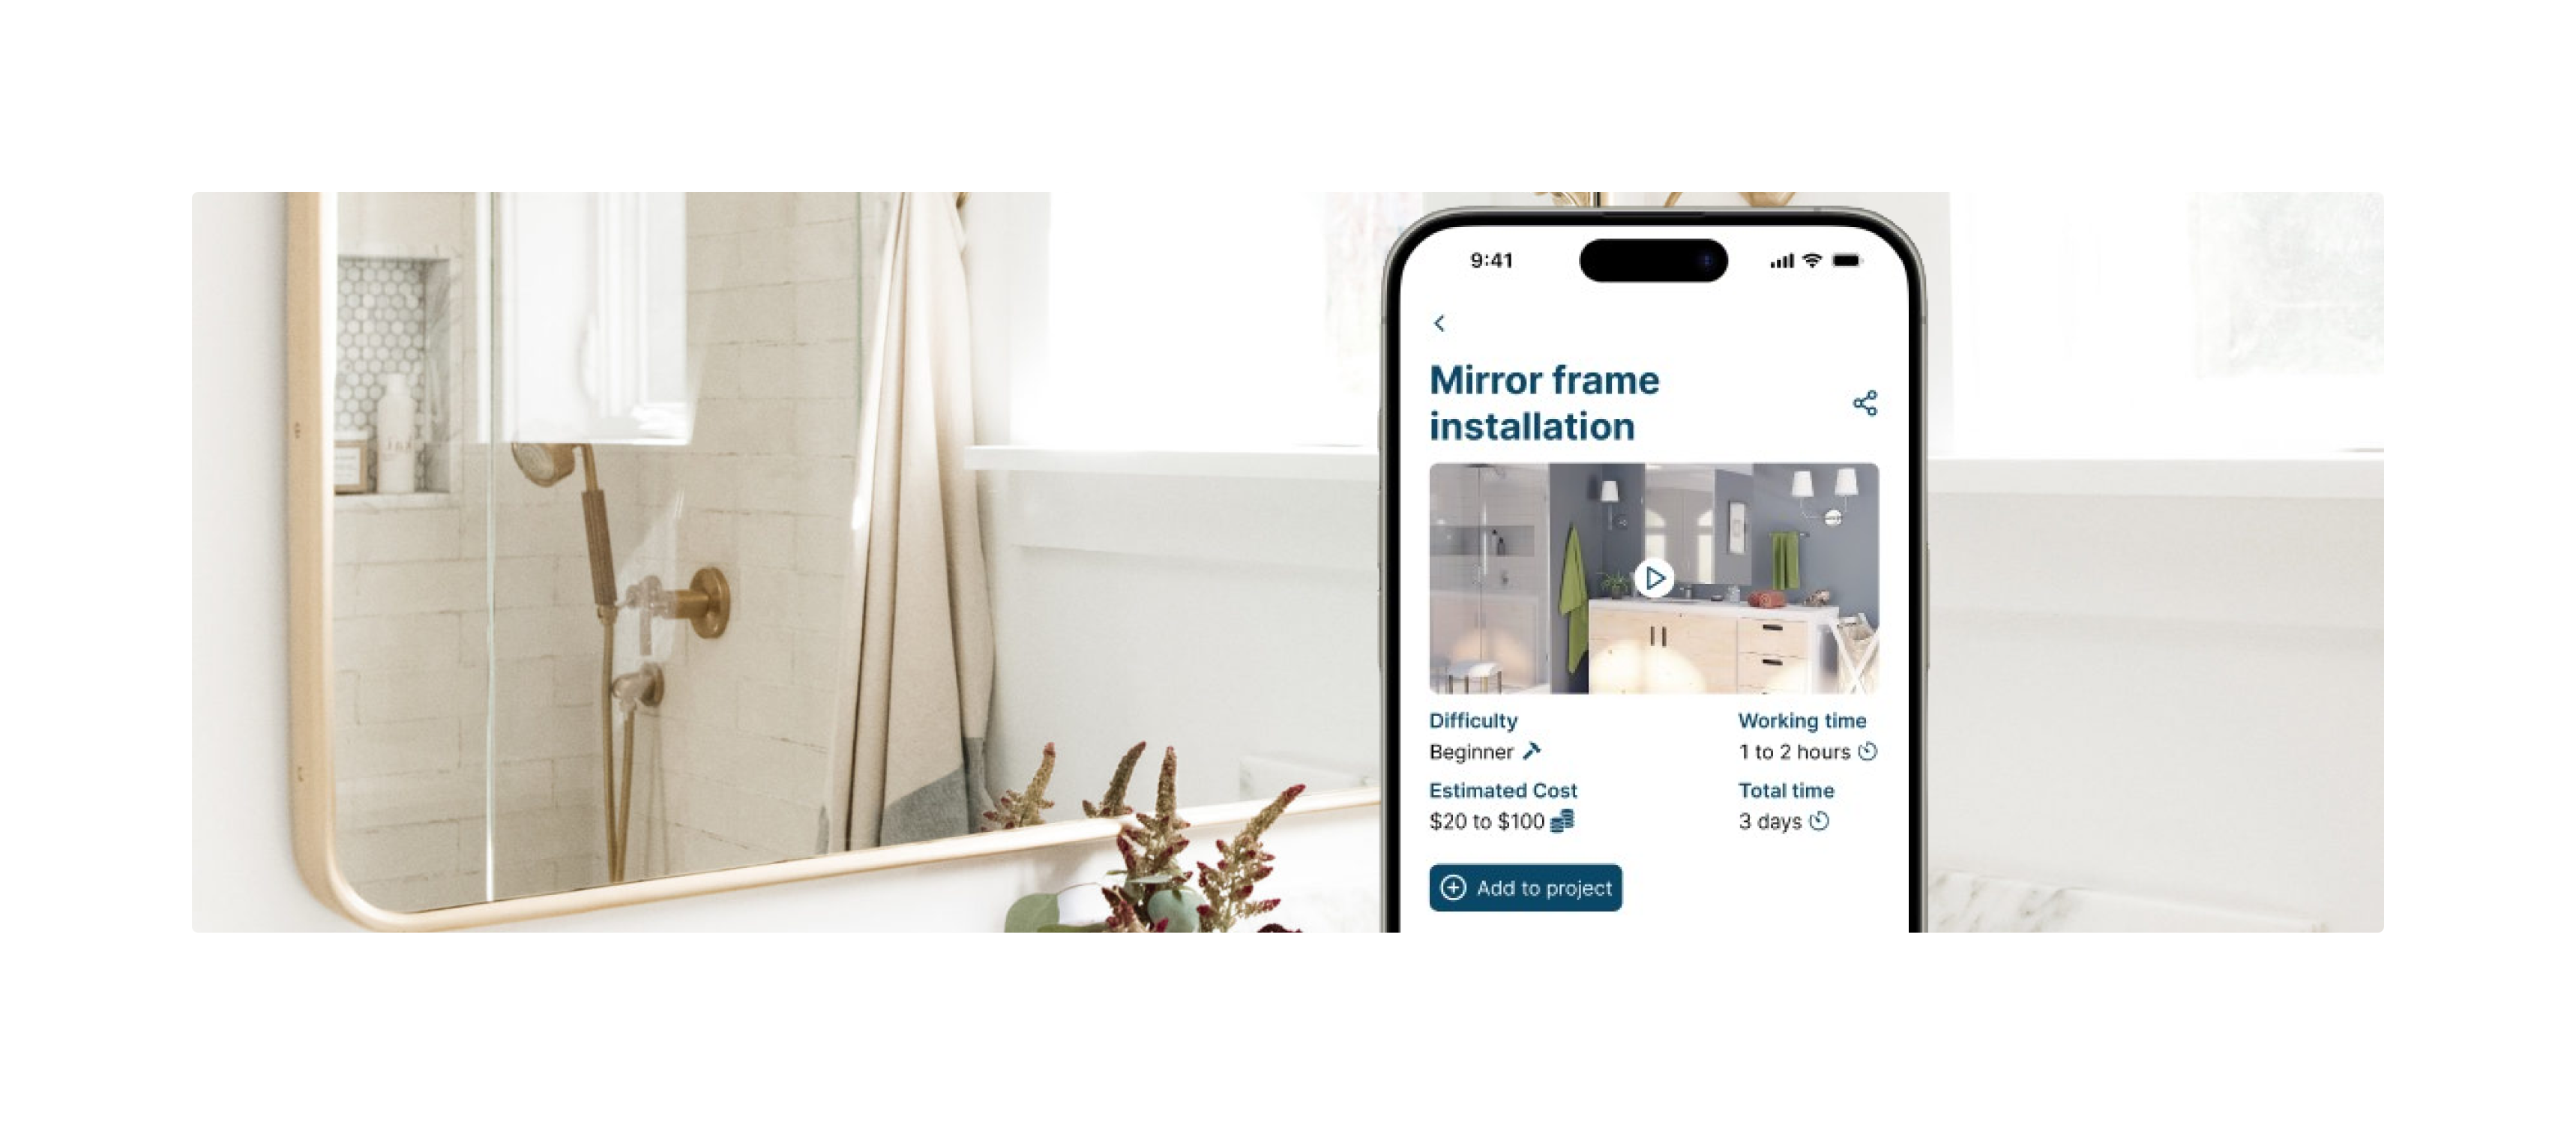 9:41
Mirror frame
installation
Difficulty
Working time
Beginner
1 to 2 hours
Estimated Cost
Total time
$20 to $100
3 days
Add to project